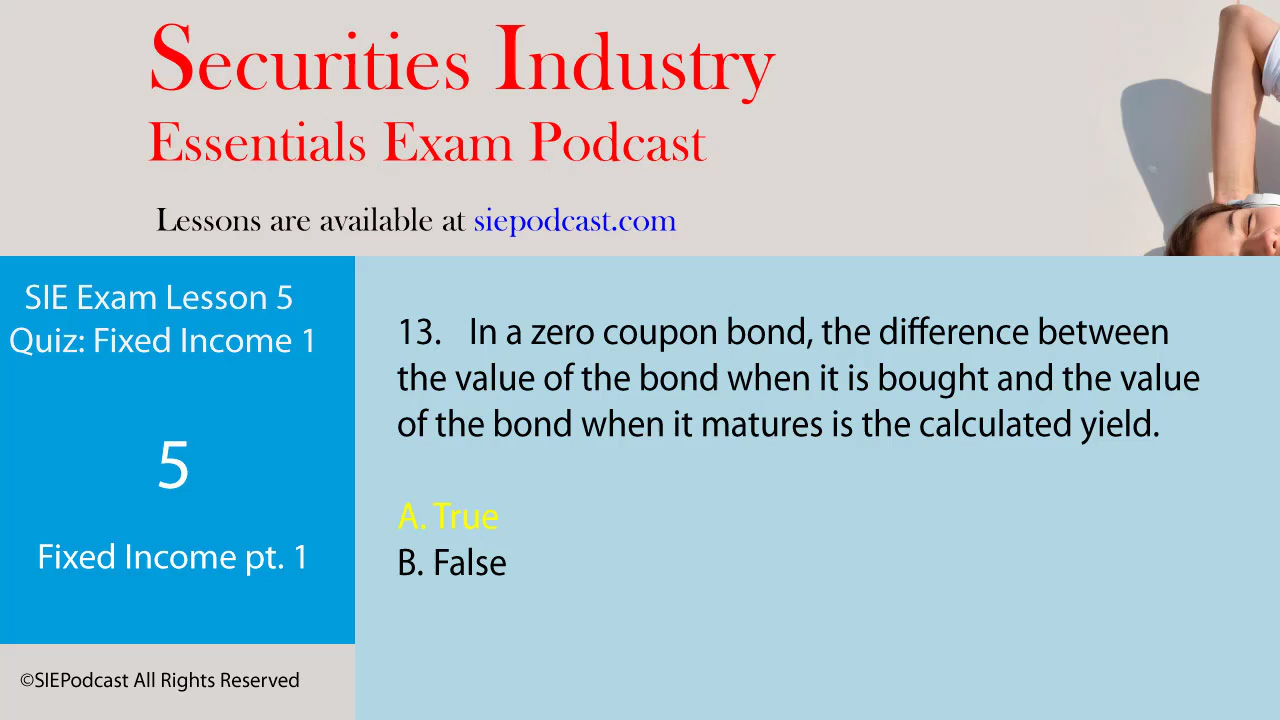 Securities Industry
Essentials Exam Podcast
Lessons are available at siepodcast.com
SIE Exam Lesson 5
Quiz: Fixed Income 1
5
Fixed Income pt. 1
©SIEPodcast All Rights Reserved
13. In a zero coupon bond, the difference between
the value of the bond when it is bought and the value
of the bond when it matures is the calculated yield.
A. True
B. False